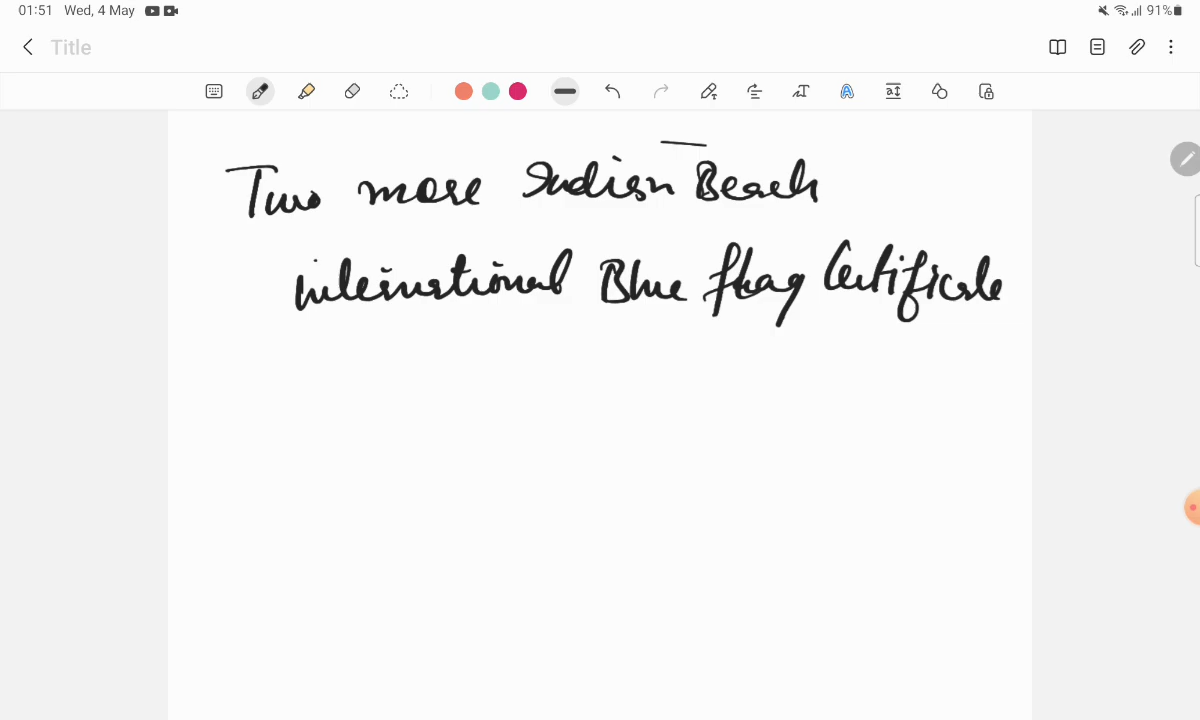 01:51 Wed, 4 May 91%
Title
Two more Indian Beach
international Blue flag Certificate